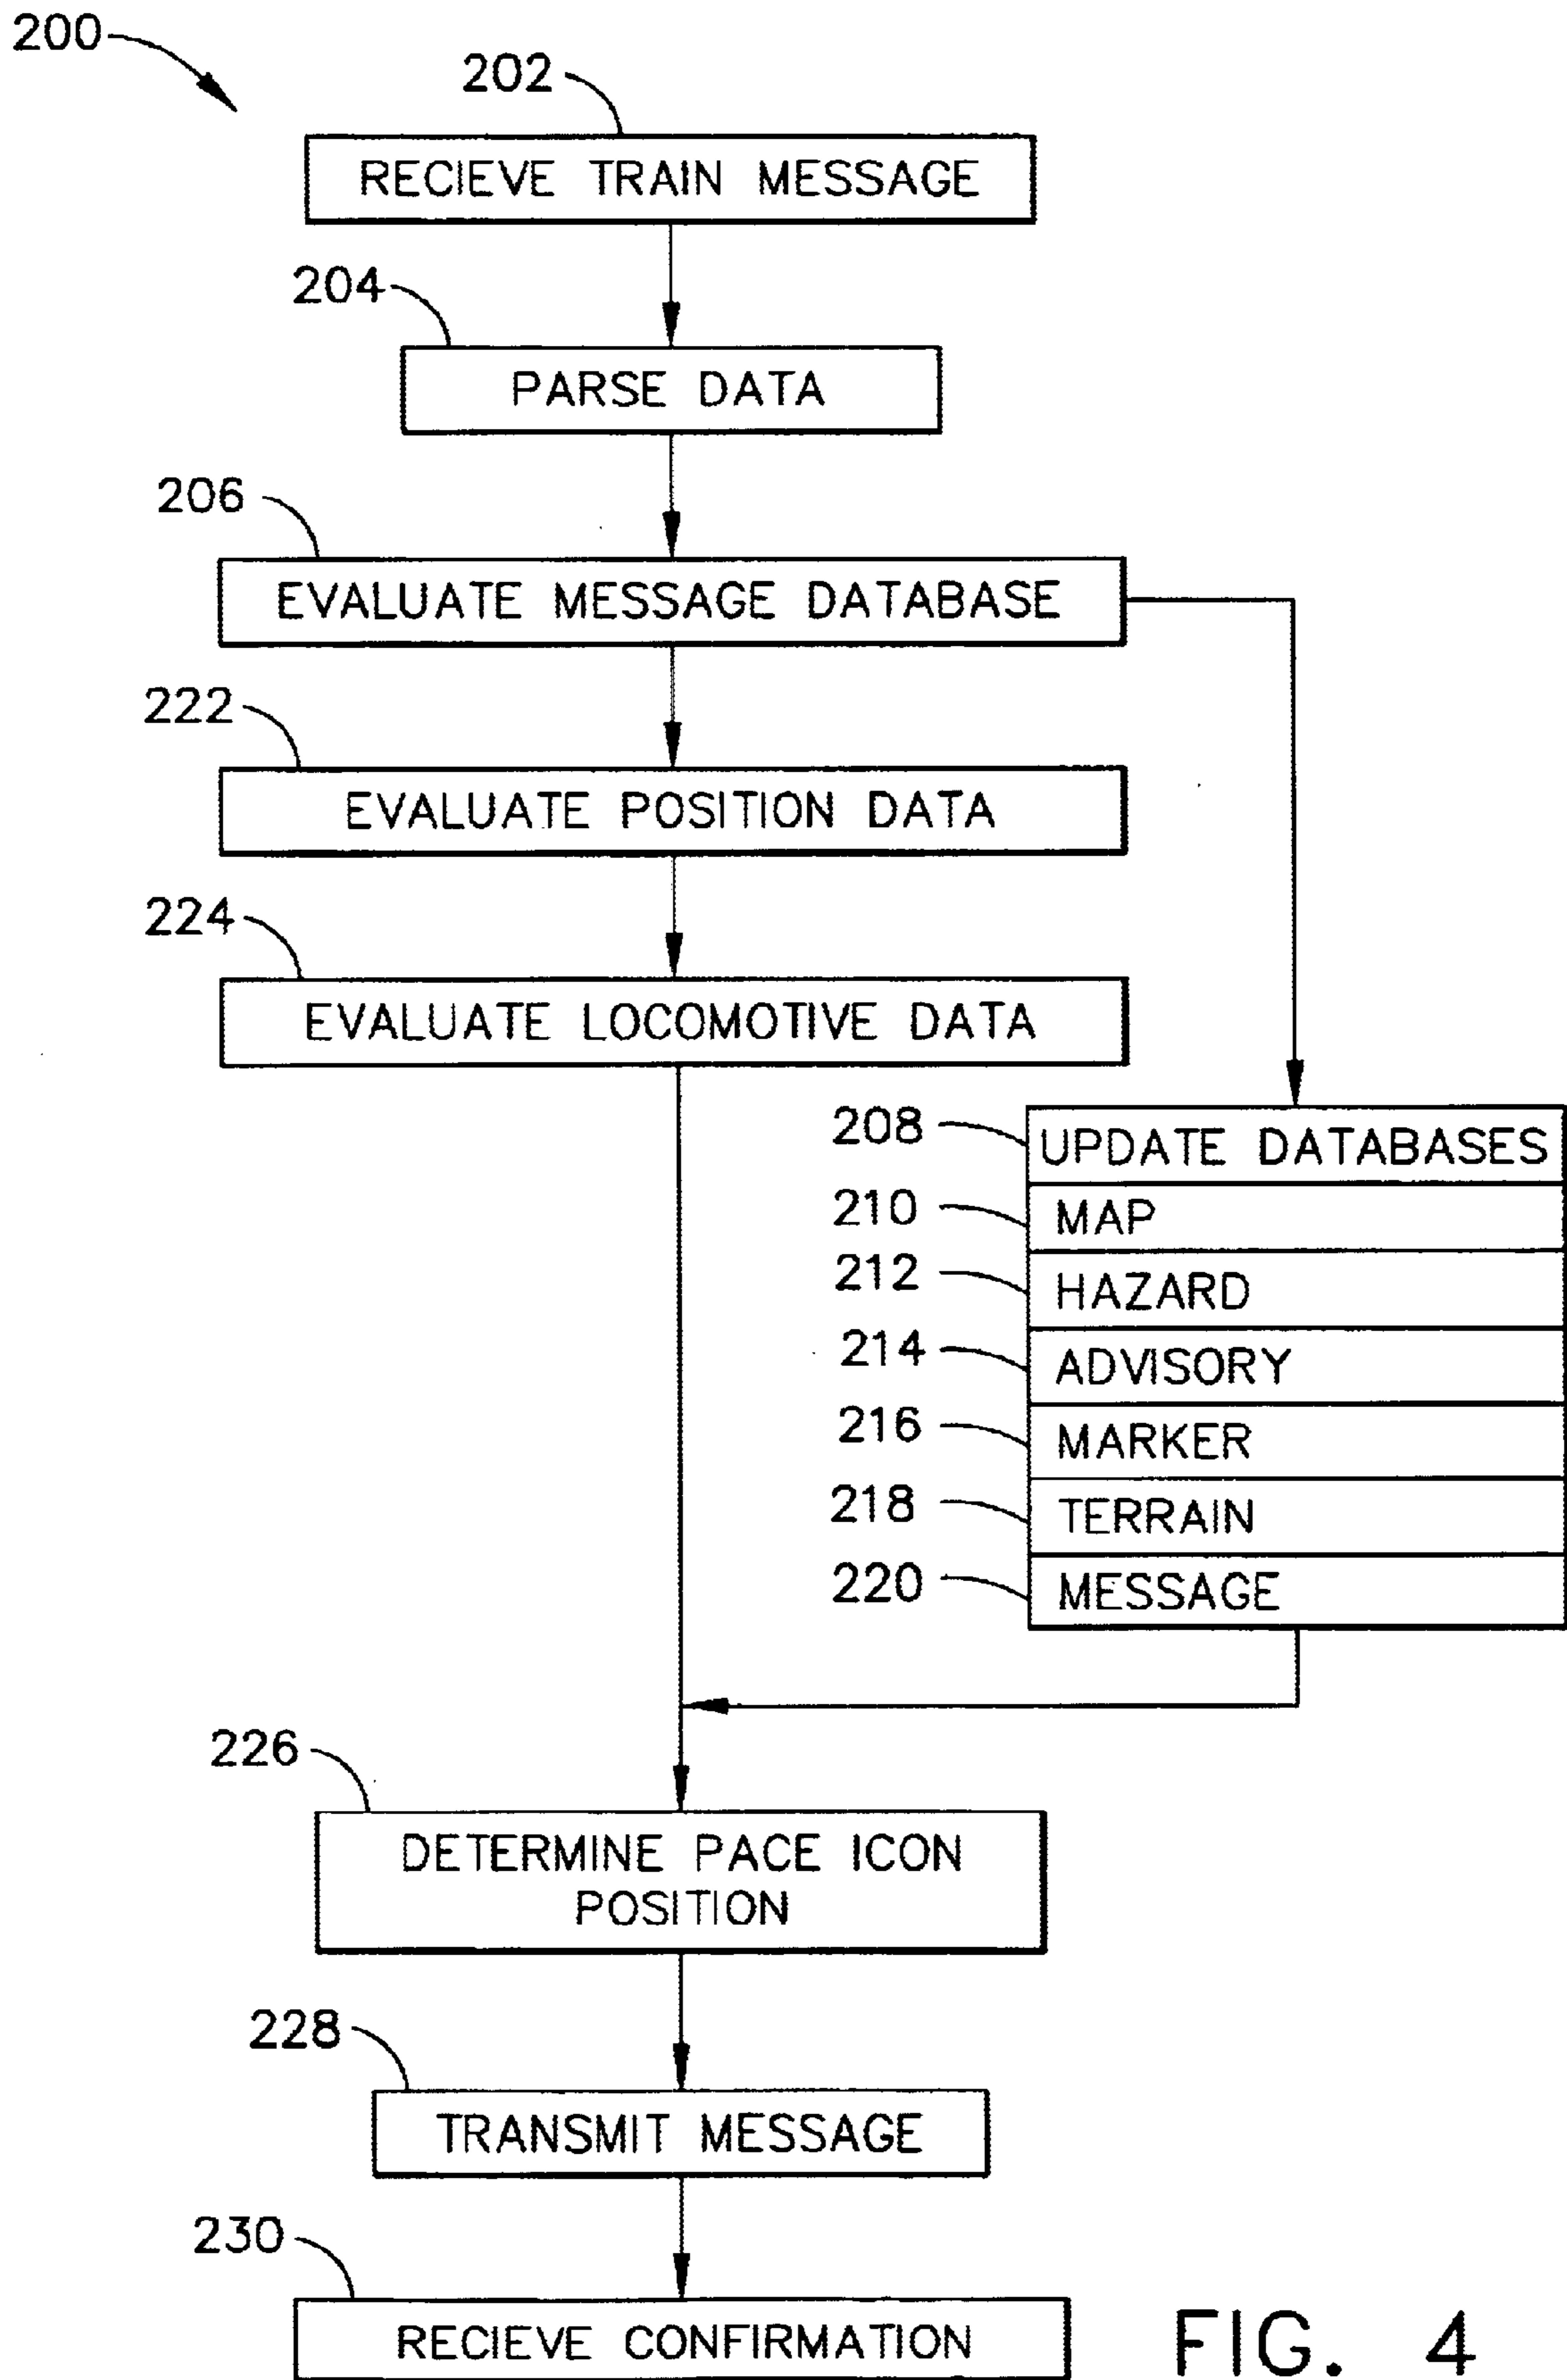 200
202
RECIEVE TRAIN MESSAGE
204
PARSE DATA
206
EVALUATE MESSAGE DATABASE
222
EVALUATE POSITION DATA
224
EVALUATE LOCOMOTIVE DATA
208
UPDATE DATABASES
210
MAP
212
HAZARD
214
ADVISORY
216
MARKER
218
TERRAIN
220
MESSAGE
226
DETERMINE PACE ICON
POSITION
228
TRANSMIT MESSAGE
230
RECIEVE CONFIRMATION
FIG. 4